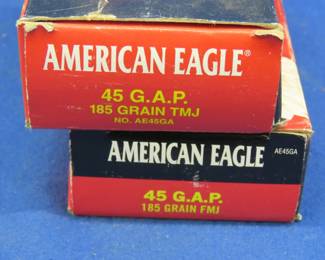 AMERICAN EAGLE®
45 G.A.P.
185 GRAIN TMJ
NO. AE45GA
AMERICAN EAGLE
AE45GA
45 G.A.P.
185 GRAIN FMJ